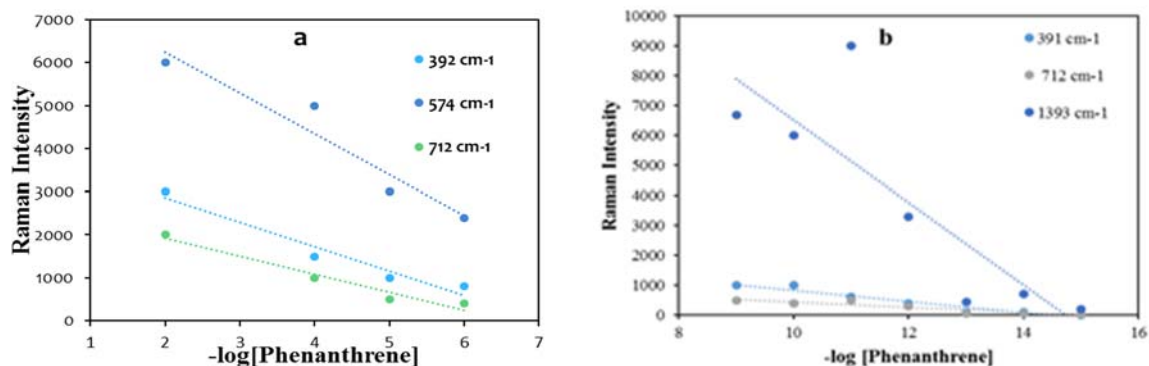 a
7000
6000
5000
4000
3000
2000
1000
0
Raman Intensity
392 cm-1
574 cm-1
712 cm-1
1
2
3
4
5
6
7
-log[Phenanthrene]
b
10000
9000
8000
7000
6000
5000
4000
3000
2000
1000
0
Raman Intensity
391 cm-1
712 cm-1
1393 cm-1
8
10
12
14
16
-log [Phenanthrene]